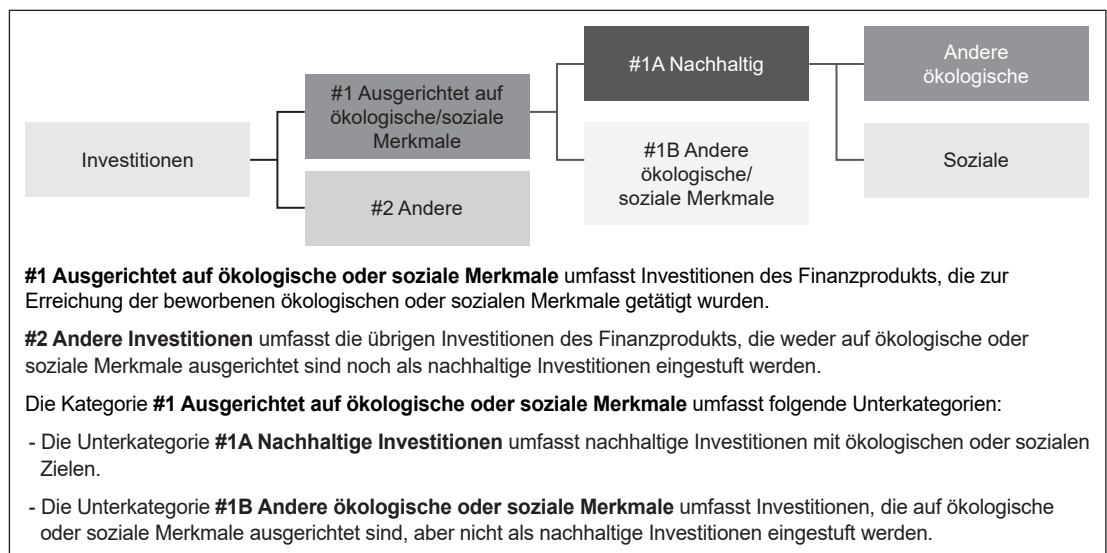 Investitionen
#1 Ausgerichtet auf
ökologische/soziale
Merkmale
#2 Andere
#1A Nachhaltig
#1B Andere
ökologische/
soziale Merkmale
Andere
ökologische
Soziale
#1 Ausgerichtet auf ökologische oder soziale Merkmale umfasst Investitionen des Finanzprodukts, die zur
Erreichung der beworbenen ökologischen oder sozialen Merkmale getätigt wurden.
#2 Andere Investitionen umfasst die übrigen Investitionen des Finanzprodukts, die weder auf ökologische oder
soziale Merkmale ausgerichtet sind noch als nachhaltige Investitionen eingestuft werden.
Die Kategorie #1 Ausgerichtet auf ökologische oder soziale Merkmale umfasst folgende Unterkategorien:
- Die Unterkategorie #1A Nachhaltige Investitionen umfasst nachhaltige Investitionen mit ökologischen oder sozialen
Zielen.
- Die Unterkategorie #1B Andere ökologische oder soziale Merkmale umfasst Investitionen, die auf ökologische
oder soziale Merkmale ausgerichtet sind, aber nicht als nachhaltige Investitionen eingestuft werden.